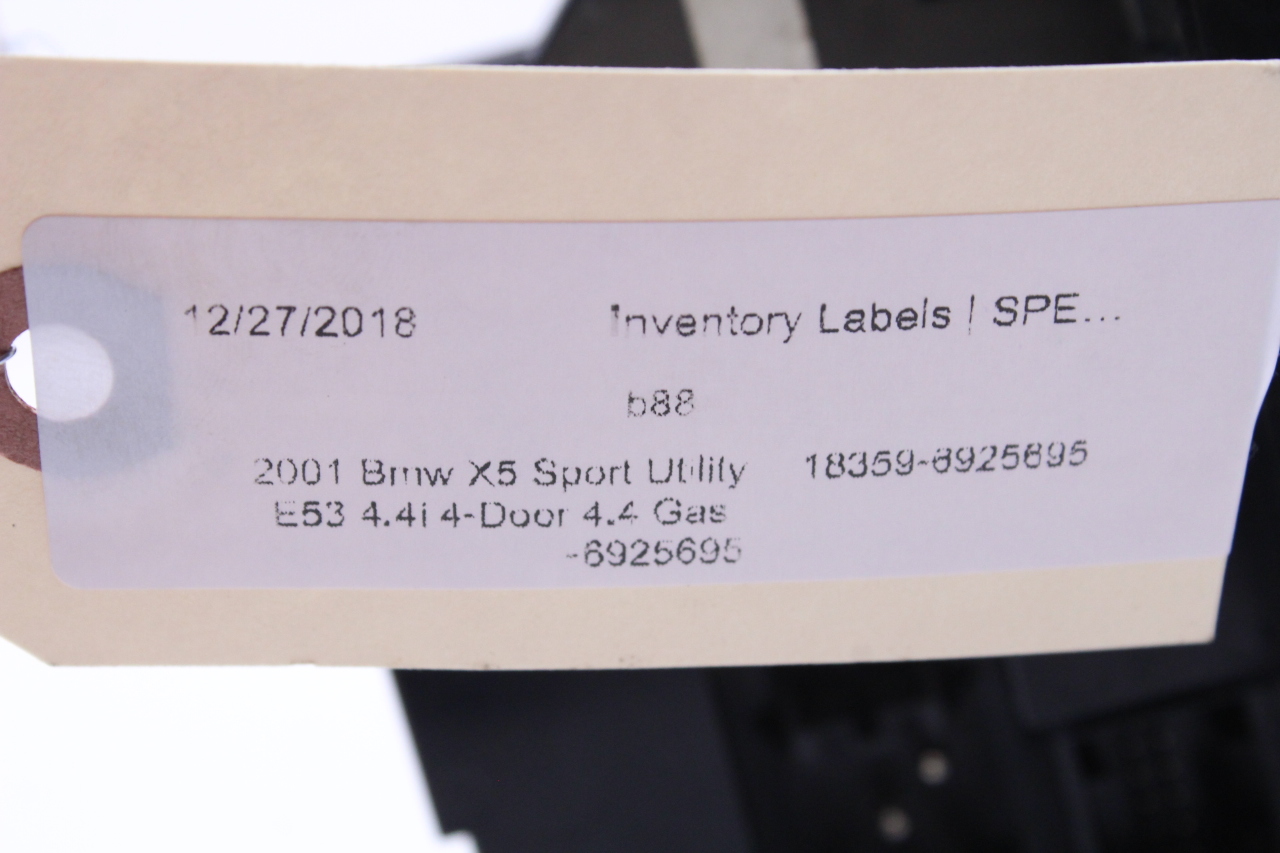 12/27/2018 Inventory Labels | SPE...
b88
2001 Bmw X5 Sport Utility 18359-6925695
E53 4.4i 4-Door 4.4 Gas
-6925695